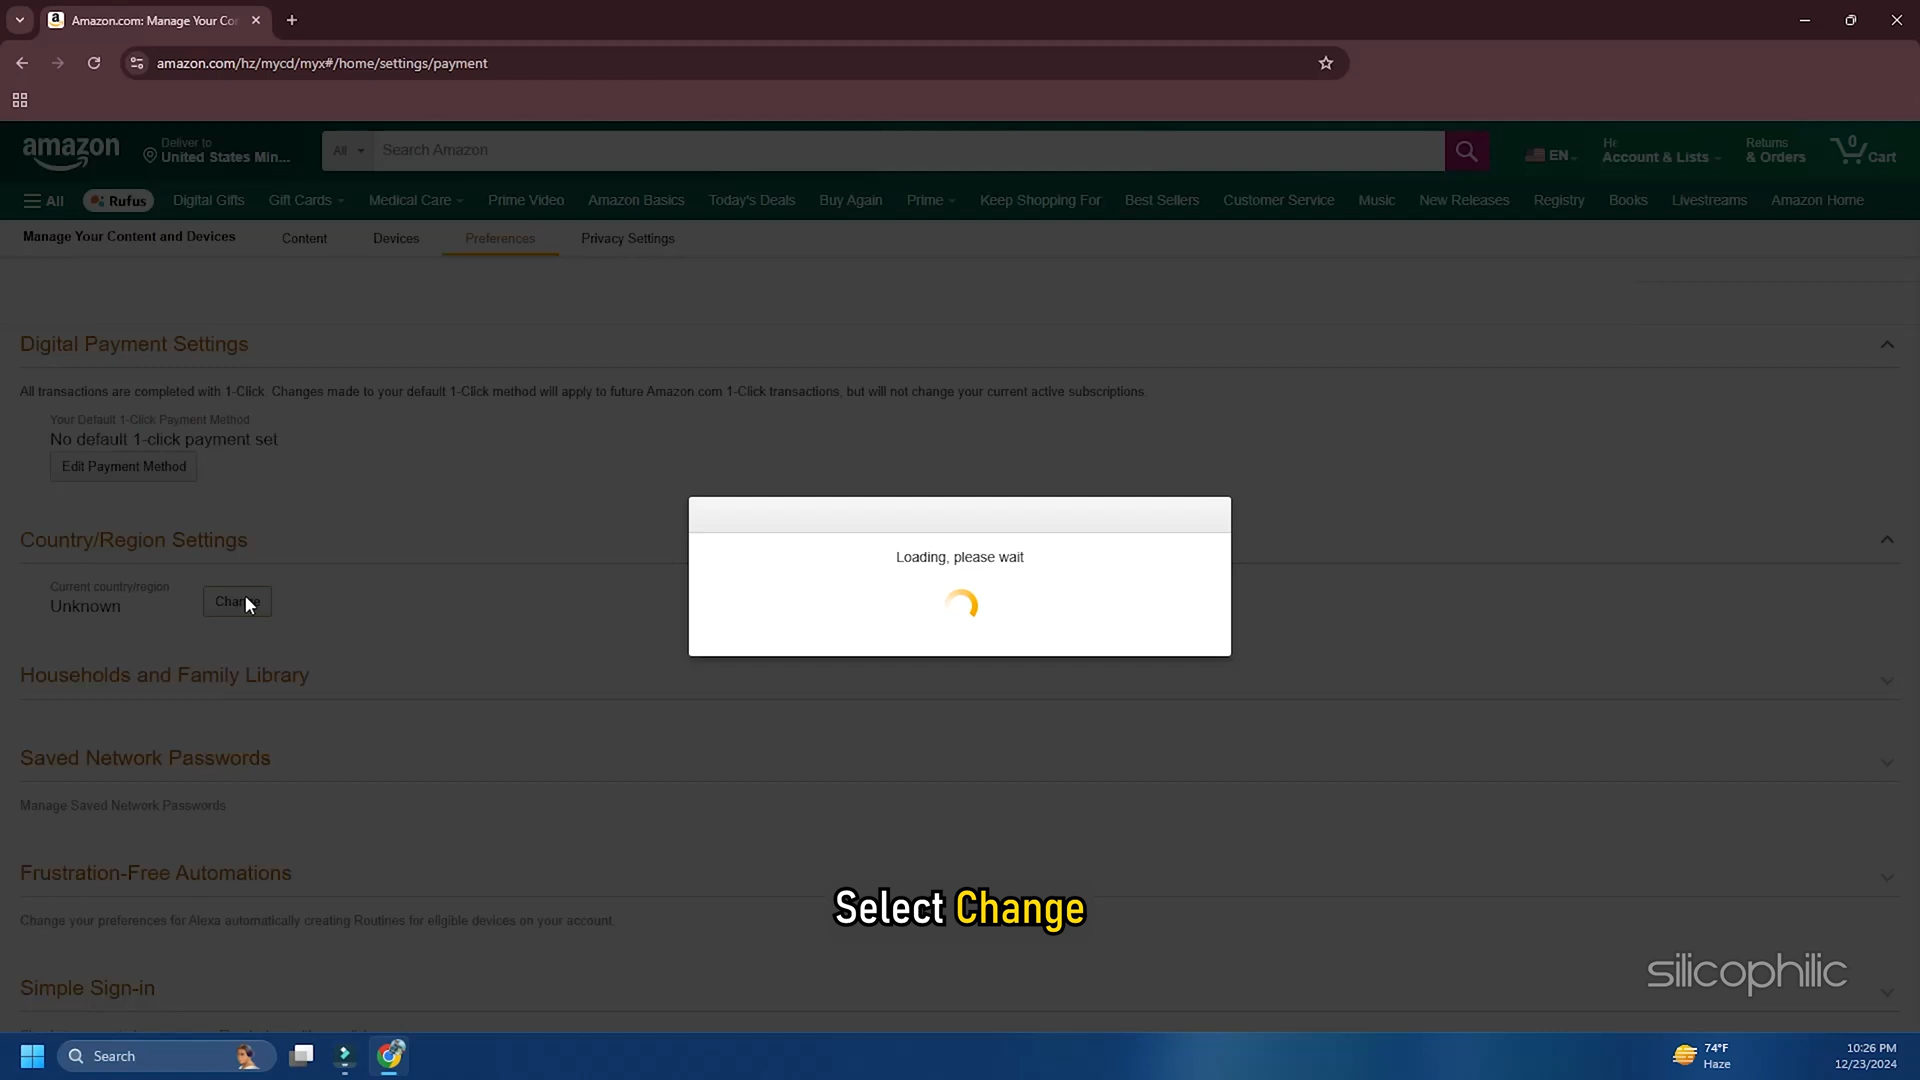 Amazon.com: Manage Your Co
amazon.com/hz/mycd/myx#/home/settings/payment
amazon
Deliver to
United States Min...
All
Search Amazon
EN
He
Account & Lists
Returns
& Orders
0
Cart
All
Rufus
Digital Gifts
Gift Cards
Medical Care
Prime Video
Amazon Basics
Today's Deals
Buy Again
Prime
Keep Shopping For
Best Sellers
Customer Service
Music
New Releases
Registry
Books
Livestreams
Amazon Home
Manage Your Content and Devices
Content
Devices
Preferences
Privacy Settings
Digital Payment Settings
All transactions are completed with 1-Click. Changes made to your default 1-Click method will apply to future Amazon.com 1-Click transactions, but will not change your current active subscriptions.
Your Default 1-Click Payment Method
No default 1-click payment set
Edit Payment Method
Country/Region Settings
Current country/region
Unknown
Change
Loading, please wait
Households and Family Library
Saved Network Passwords
Manage Saved Network Passwords
Frustration-Free Automations
Change your preferences for Alexa automatically creating Routines for eligible devices on your account.
Select Change
silicophilic
Simple Sign-in
Search
74°F
Haze
10:26 PM
12/23/2024